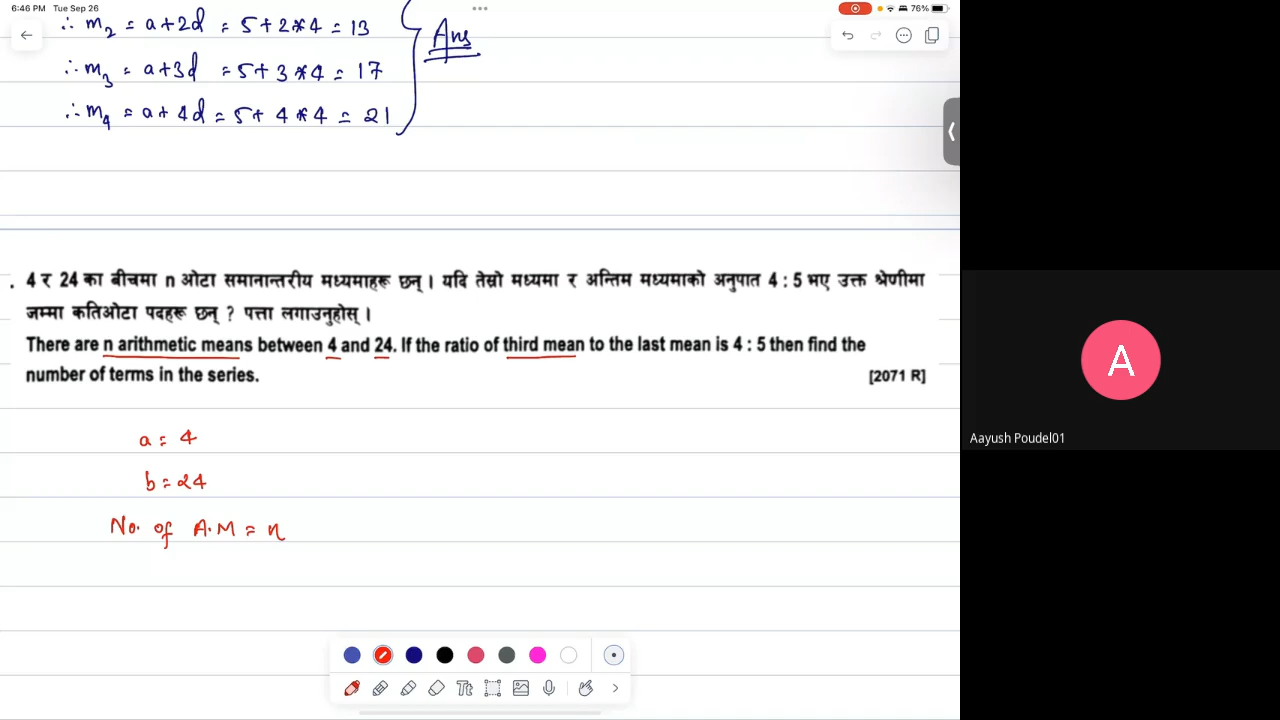 6:46 PM Tue Sep 26
76%
∴ m₂ = a+2d = 5+2*4 = 13
Ans
∴ m₃ = a+3d = 5+3*4 = 17
∴ m₄ = a+4d = 5+4*4 = 21
. 4 र 24 का बीचमा n ओटा समानान्तरीय मध्यमाहरू छन् । यदि तेस्रो मध्यमा र अन्तिम मध्यमाको अनुपात 4 : 5 भए उक्त श्रेणीमा
जम्मा कतिओटा पदहरू छन् ? पत्ता लगाउनुहोस् ।
There are n arithmetic means between 4 and 24. If the ratio of third mean to the last mean is 4 : 5 then find the
number of terms in the series. [2071 R]
a = 4
b = 24
No. of A.M = n
Tt
A
Aayush Poudel01